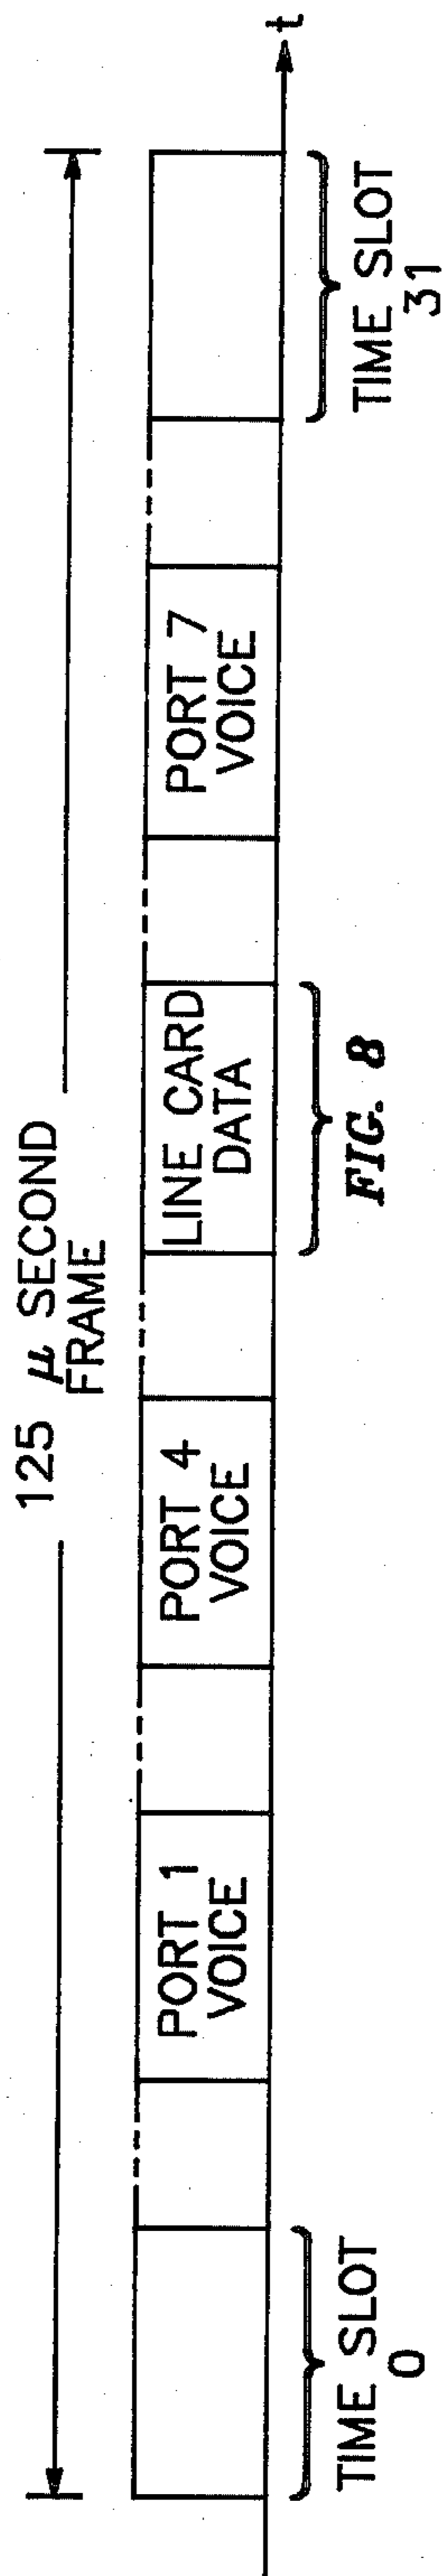 125 μ SECOND
FRAME
PORT 1
VOICE
PORT 4
VOICE
LINE CARD
DATA
PORT 7
VOICE
t
TIME SLOT
0
FIG. 8
TIME SLOT
31